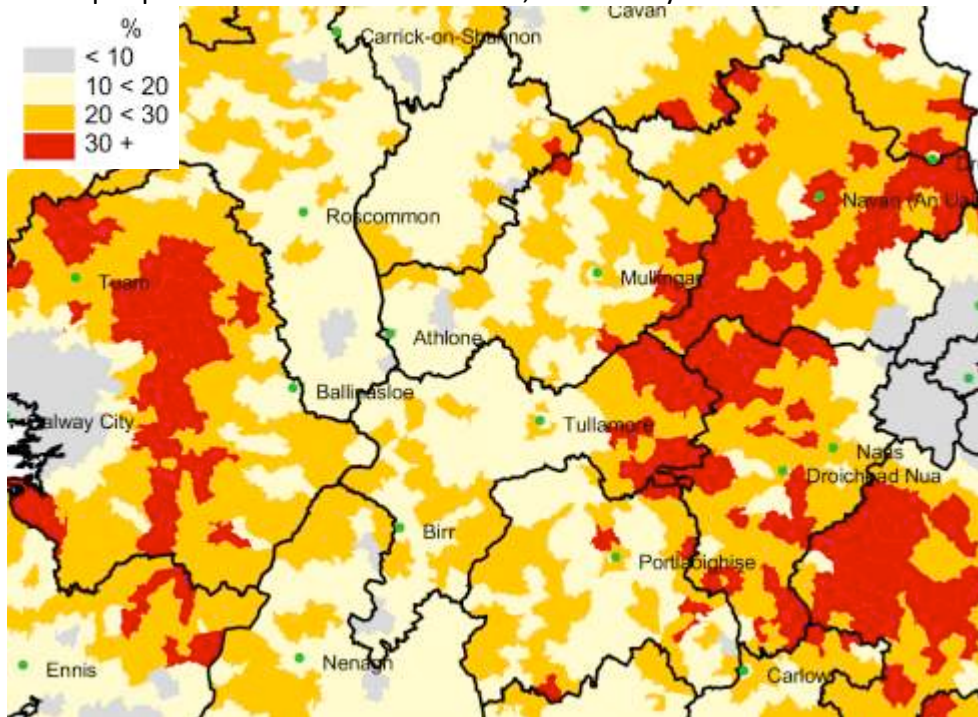 %
< 10
10 < 20
20 < 30
30 +
Cavan
Carrick-on-Shannon
Roscommon
Navan (An Ua
Tuam
Mullingar
Athlone
Ballinasloe
Galway City
Tullamore
Naas
Droichead Nua
Birr
Portlaoighise
Ennis
Nenagh
Carlow